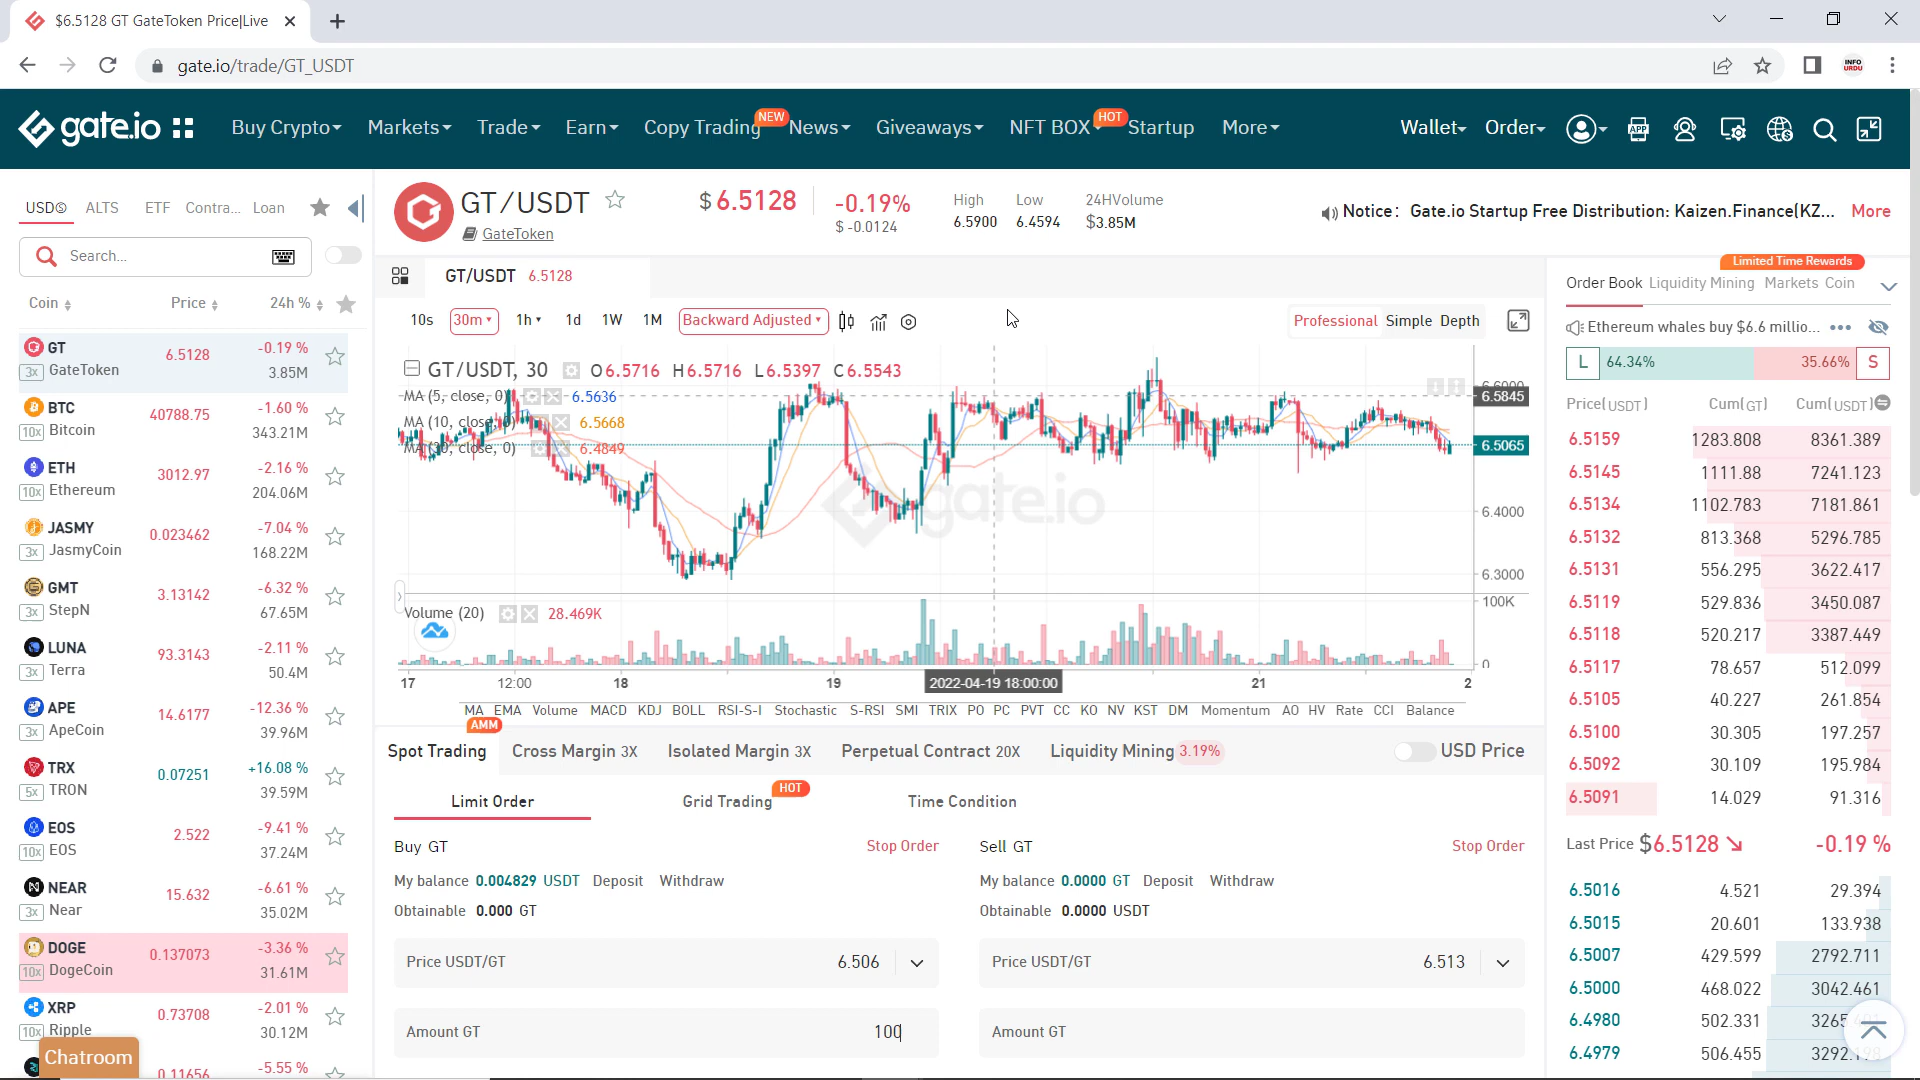 $6.5128 GT GateToken Price|Live
gate.io/trade/GT_USDT
INFO URDU
gate.io Buy Crypto Markets Trade Earn Copy Trading NEW News Giveaways NFT BOX HOT Startup More Wallet Order APP
USDⓈ ALTS ETF Contra... Loan
Search...
Coin Price 24h %
GT 6.5128 -0.19 %
3x GateToken 3.85M
BTC 40788.75 -1.60 %
10x Bitcoin 343.21M
ETH 3012.97 -2.16 %
10x Ethereum 204.06M
JASMY 0.023462 -7.04 %
3x JasmyCoin 168.22M
GMT 3.13142 -6.32 %
3x StepN 67.65M
LUNA 93.3143 -2.11 %
3x Terra 50.4M
APE 14.6177 -12.36 %
3x ApeCoin 39.96M
TRX 0.07251 +16.08 %
5x TRON 39.59M
EOS 2.522 -9.41 %
10x EOS 37.24M
NEAR 15.632 -6.61 %
3x Near 35.02M
DOGE 0.137073 -3.36 %
10x DogeCoin 31.61M
XRP 0.73708 -2.01 %
10x Ripple 30.12M
0.11656 -5.55 %
Chatroom
GT/USDT
GateToken
$ 6.5128
-0.19%
$ -0.0124
High Low 24HVolume
6.5900 6.4594 $3.85M
Notice: Gate.io Startup Free Distribution: Kaizen.Finance(KZ... More
GT/USDT 6.5128
10s 30m 1h 1d 1W 1M Backward Adjusted
Professional Simple Depth
GT/USDT, 30 O6.5716 H6.5716 L6.5397 C6.5543
MA (5, close, 0) 6.5636
MA (10, close, 0) 6.5668
MA (30, close, 0) 6.4849
gate.io
6.6000
6.5845
6.5065
6.4000
6.3000
100K
0
Volume (20) 28.469K
17 12:00 18 19 2022-04-19 18:00:00 21 2
MA EMA Volume MACD KDJ BOLL RSI-S-I Stochastic S-RSI SMI TRIX PO PC PVT CC KO NV KST DM Momentum AO HV Rate CCI Balance
AMM
Spot Trading Cross Margin 3X Isolated Margin 3X Perpetual Contract 20X Liquidity Mining 3.19% USD Price
Limit Order Grid Trading HOT Time Condition
Buy GT Stop Order
My balance 0.004829 USDT Deposit Withdraw
Obtainable 0.000 GT
Price USDT/GT 6.506
Amount GT 100
Sell GT Stop Order
My balance 0.0000 GT Deposit Withdraw
Obtainable 0.0000 USDT
Price USDT/GT 6.513
Amount GT
Limited Time Rewards
Order Book Liquidity Mining Markets Coin
Ethereum whales buy $6.6 millio...
L 64.34% 35.66% S
Price(USDT) Cum(GT) Cum(USDT)
6.5159 1283.808 8361.389
6.5145 1111.88 7241.123
6.5134 1102.783 7181.861
6.5132 813.368 5296.785
6.5131 556.295 3622.417
6.5119 529.836 3450.087
6.5118 520.217 3387.449
6.5117 78.657 512.099
6.5105 40.227 261.854
6.5100 30.305 197.257
6.5092 30.109 195.984
6.5091 14.029 91.316
Last Price $6.5128 -0.19 %
6.5016 4.521 29.394
6.5015 20.601 133.938
6.5007 429.599 2792.711
6.5000 468.022 3042.461
6.4980 502.331
6.4979 506.455